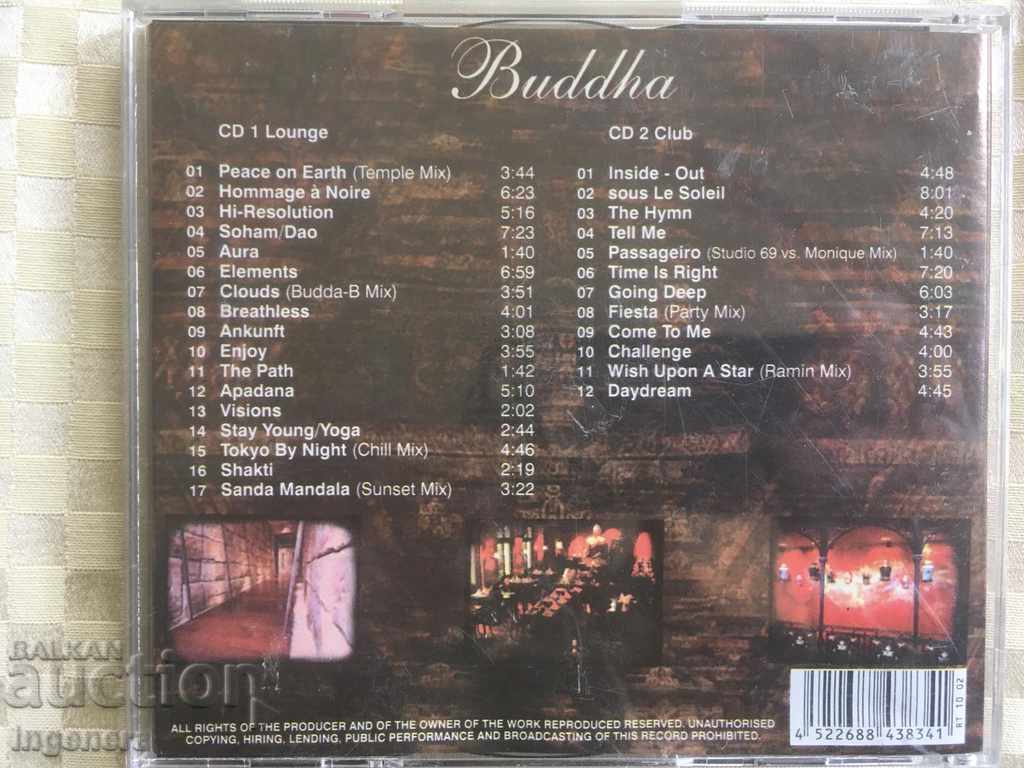 Buddha
CD 1 Lounge
01 Peace on Earth (Temple Mix) 3:44
02 Hommage à Noire 6:23
03 Hi-Resolution 5:16
04 Soham/Dao 7:23
05 Aura 1:40
06 Elements 6:59
07 Clouds (Budda-B Mix) 3:51
08 Breathless 4:01
09 Ankunft 3:08
10 Enjoy 3:55
11 The Path 1:42
12 Apadana 5:10
13 Visions 2:02
14 Stay Young/Yoga 2:44
15 Tokyo By Night (Chill Mix) 4:46
16 Shakti 2:19
17 Sanda Mandala (Sunset Mix) 3:22
CD 2 Club
01 Inside - Out 4:48
02 sous Le Soleil 8:01
03 The Hymn 4:20
04 Tell Me 7:13
05 Passageiro (Studio 69 vs. Monique Mix) 1:40
06 Time Is Right 7:20
07 Going Deep 6:03
08 Fiesta (Party Mix) 3:17
09 Come To Me 4:43
10 Challenge 4:00
11 Wish Upon A Star (Ramin Mix) 3:55
12 Daydream 4:45
ALL RIGHTS OF THE PRODUCER AND OF THE OWNER OF THE WORK REPRODUCED RESERVED. UNAUTHORISED
COPYING, HIRING, LENDING, PUBLIC PERFORMANCE AND BROADCASTING OF THIS RECORD PROHIBITED.
4 522688 438341
RT 10 02
BALKAN
auction
Ingenera